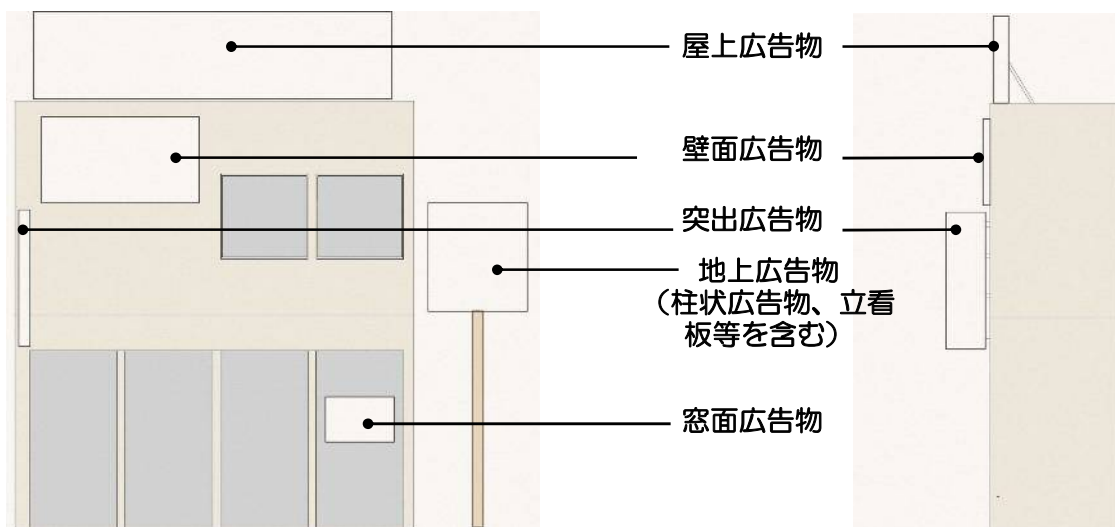 屋上広告物
壁面広告物
突出広告物
地上広告物
（柱状広告物、立看
板等を含む）
窓面広告物